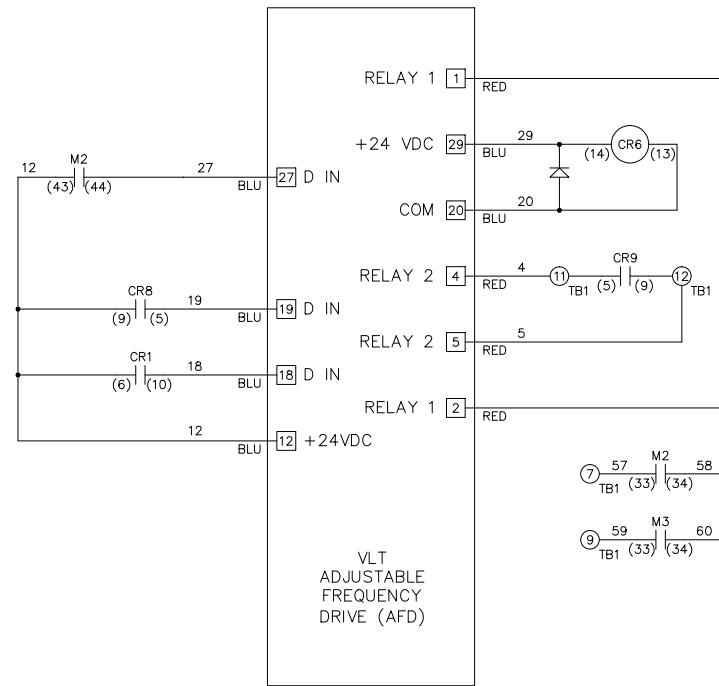 RELAY 1 1
RED
+24 VDC 29 29
BLU
(14) CR6 (13)
12 M2 27
(43) (44) BLU
27 D IN
COM 20 20
BLU
CR9
RELAY 2 4 4 11 12
RED TB1 (5) (9) TB1
CR8 19
(9) (5) BLU
19 D IN
RELAY 2 5 5
RED
CR1 18
(6) (10) BLU
18 D IN
RELAY 1 2
RED
12
BLU
12 +24VDC
7 57 M2 58
TB1 (33) (34)
9 59 M3 60
TB1 (33) (34)
VLT
ADJUSTABLE
FREQUENCY
DRIVE (AFD)